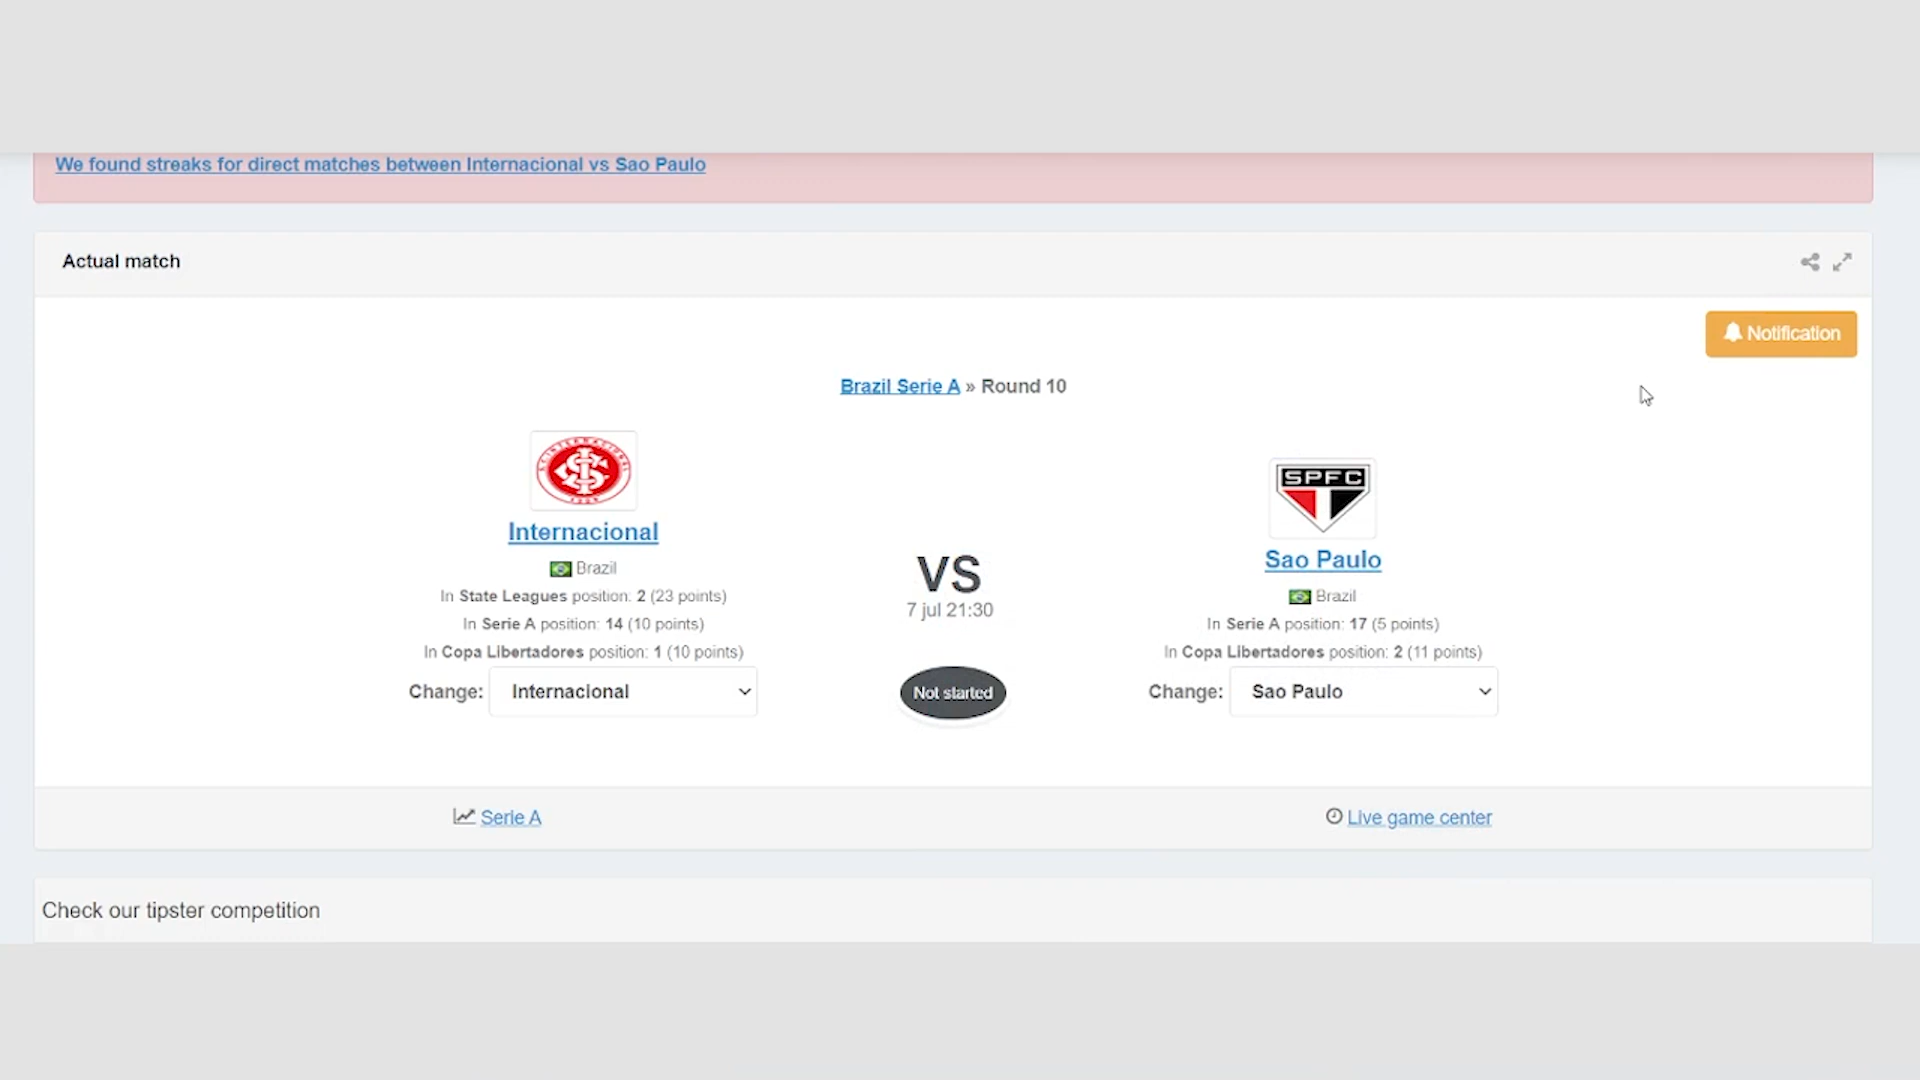 We found streaks for direct matches between Internacional vs Sao Paulo
Actual match
Notification
Brazil Serie A » Round 10
Internacional
Brazil
In State Leagues position: 2 (23 points)
In Serie A position: 14 (10 points)
In Copa Libertadores position: 1 (10 points)
Change: Internacional
VS
7 jul 21:30
Not started
SPFC
Sao Paulo
Brazil
In Serie A position: 17 (5 points)
In Copa Libertadores position: 2 (11 points)
Change: Sao Paulo
Serie A
Live game center
Check our tipster competition